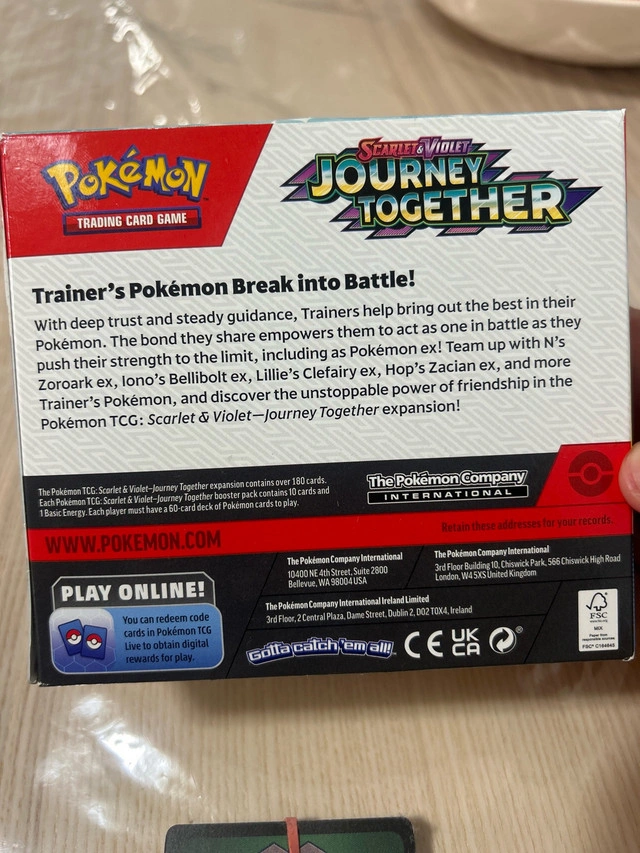 POKéMON
TRADING CARD GAME
SCARLET & VIOLET
JOURNEY
TOGETHER
Trainer's Pokémon Break into Battle!
With deep trust and steady guidance, Trainers help bring out the best in their
Pokémon. The bond they share empowers them to act as one in battle as they
push their strength to the limit, including as Pokémon ex! Team up with N's
Zoroark ex, Iono's Bellibolt ex, Lillie's Clefairy ex, Hop's Zacian ex, and more
Trainer's Pokémon, and discover the unstoppable power of friendship in the
Pokémon TCG: Scarlet & Violet—Journey Together expansion!
The Pokémon TCG: Scarlet & Violet–Journey Together expansion contains over 180 cards.
Each Pokémon TCG: Scarlet & Violet–Journey Together booster pack contains 10 cards and
1 Basic Energy. Each player must have a 60-card deck of Pokémon cards to play.
The Pokémon Company
INTERNATIONAL
Retain these addresses for your records.
WWW.POKEMON.COM
PLAY ONLINE!
You can redeem code
cards in Pokémon TCG
Live to obtain digital
rewards for play.
The Pokémon Company International
10400 NE 4th Street, Suite 2800
Bellevue, WA 98004 USA
The Pokémon Company International
3rd Floor Building 10, Chiswick Park, 566 Chiswick High Road
London, W4 5XS United Kingdom
The Pokémon Company International Ireland Limited
3rd Floor, 2 Central Plaza, Dame Street, Dublin 2, D02 T0X4, Ireland
Gotta catch 'em all!
CE UK
CA
FSC
www.fsc.org
MIX
Paper from
responsible sources
FSC® C184848